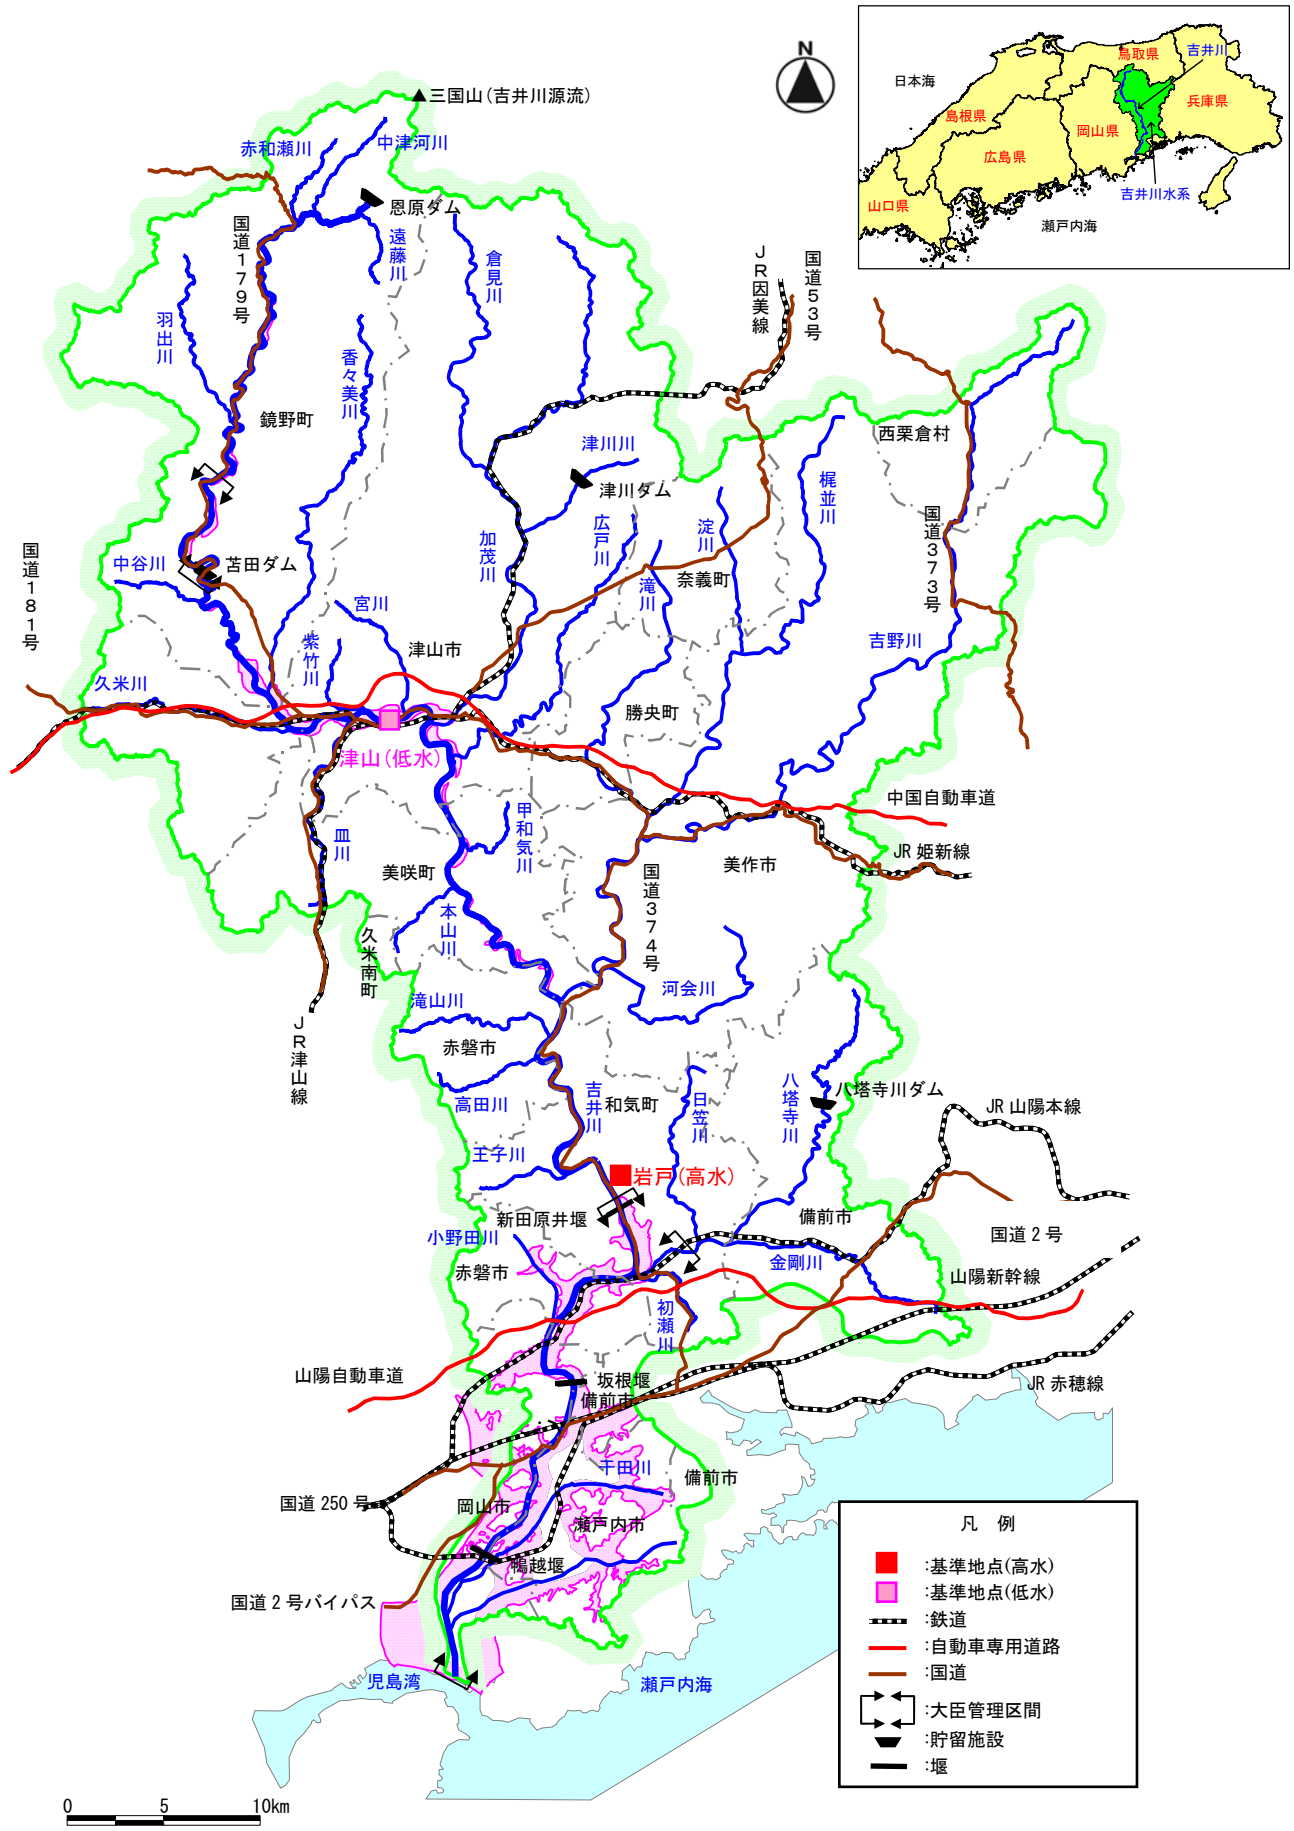 N
日本海
鳥取県
吉井川
島根県
岡山県
兵庫県
広島県
山口県
吉井川水系
瀬戸内海
三国山(吉井川源流)
赤和瀬川
中津河川
恩原ダム
国道179号
遠藤川
倉見川
JR因美線
国道53号
羽出川
香々美川
鏡野町
西粟倉村
津川川
津川ダム
梶並川
国道181号
中谷川
苫田ダム
加茂川
広戸川
淀川
国道373号
滝川
奈義町
宮川
紫竹川
津山市
吉野川
久米川
勝央町
津山(低水)
中国自動車道
皿川
甲和気川
JR姫新線
美咲町
国道374号
美作市
本山川
久米南町
滝山川
河会川
JR津山線
赤磐市
吉井川
和気町
日笠川
八塔寺川
八塔寺川ダム
高田川
JR山陽本線
王子川
岩戸(高水)
新田原井堰
備前市
小野田川
国道2号
赤磐市
金剛川
山陽新幹線
初瀬川
山陽自動車道
坂根堰
備前市
JR赤穂線
干田川
備前市
国道250号
岡山市
瀬戸内市
鴨越堰
国道2号バイパス
児島湾
瀬戸内海
凡 例
:基準地点(高水)
:基準地点(低水)
:鉄道
:自動車専用道路
:国道
:大臣管理区間
:貯留施設
:堰
0 5 10km